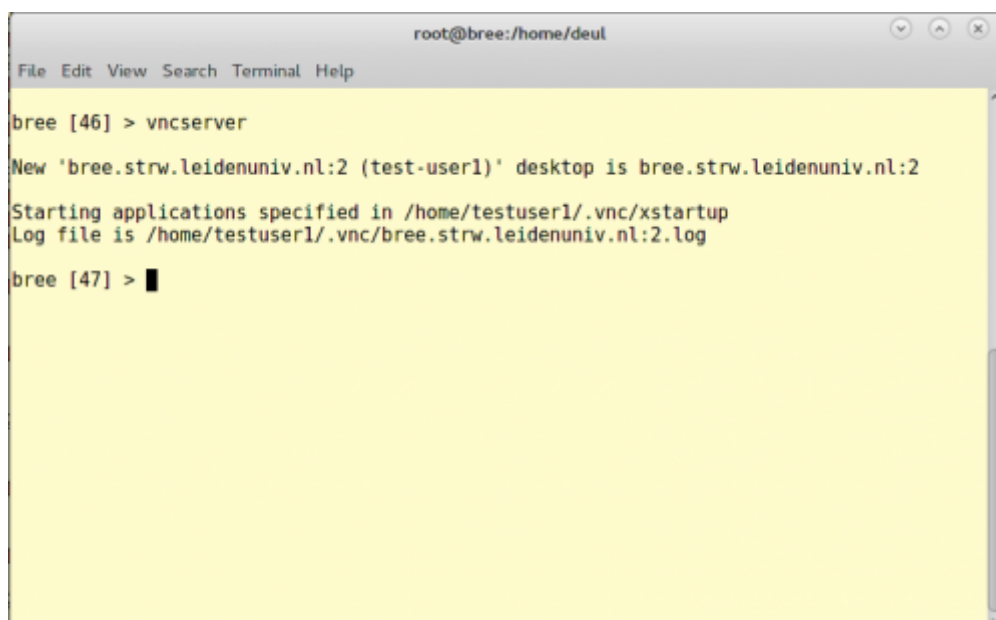 root@bree:/home/deul
File Edit View Search Terminal Help
bree [46] > vncserver
New 'bree.strw.leidenuniv.nl:2 (test-user1)' desktop is bree.strw.leidenuniv.nl:2
Starting applications specified in /home/testuser1/.vnc/xstartup
Log file is /home/testuser1/.vnc/bree.strw.leidenuniv.nl:2.log
bree [47] >